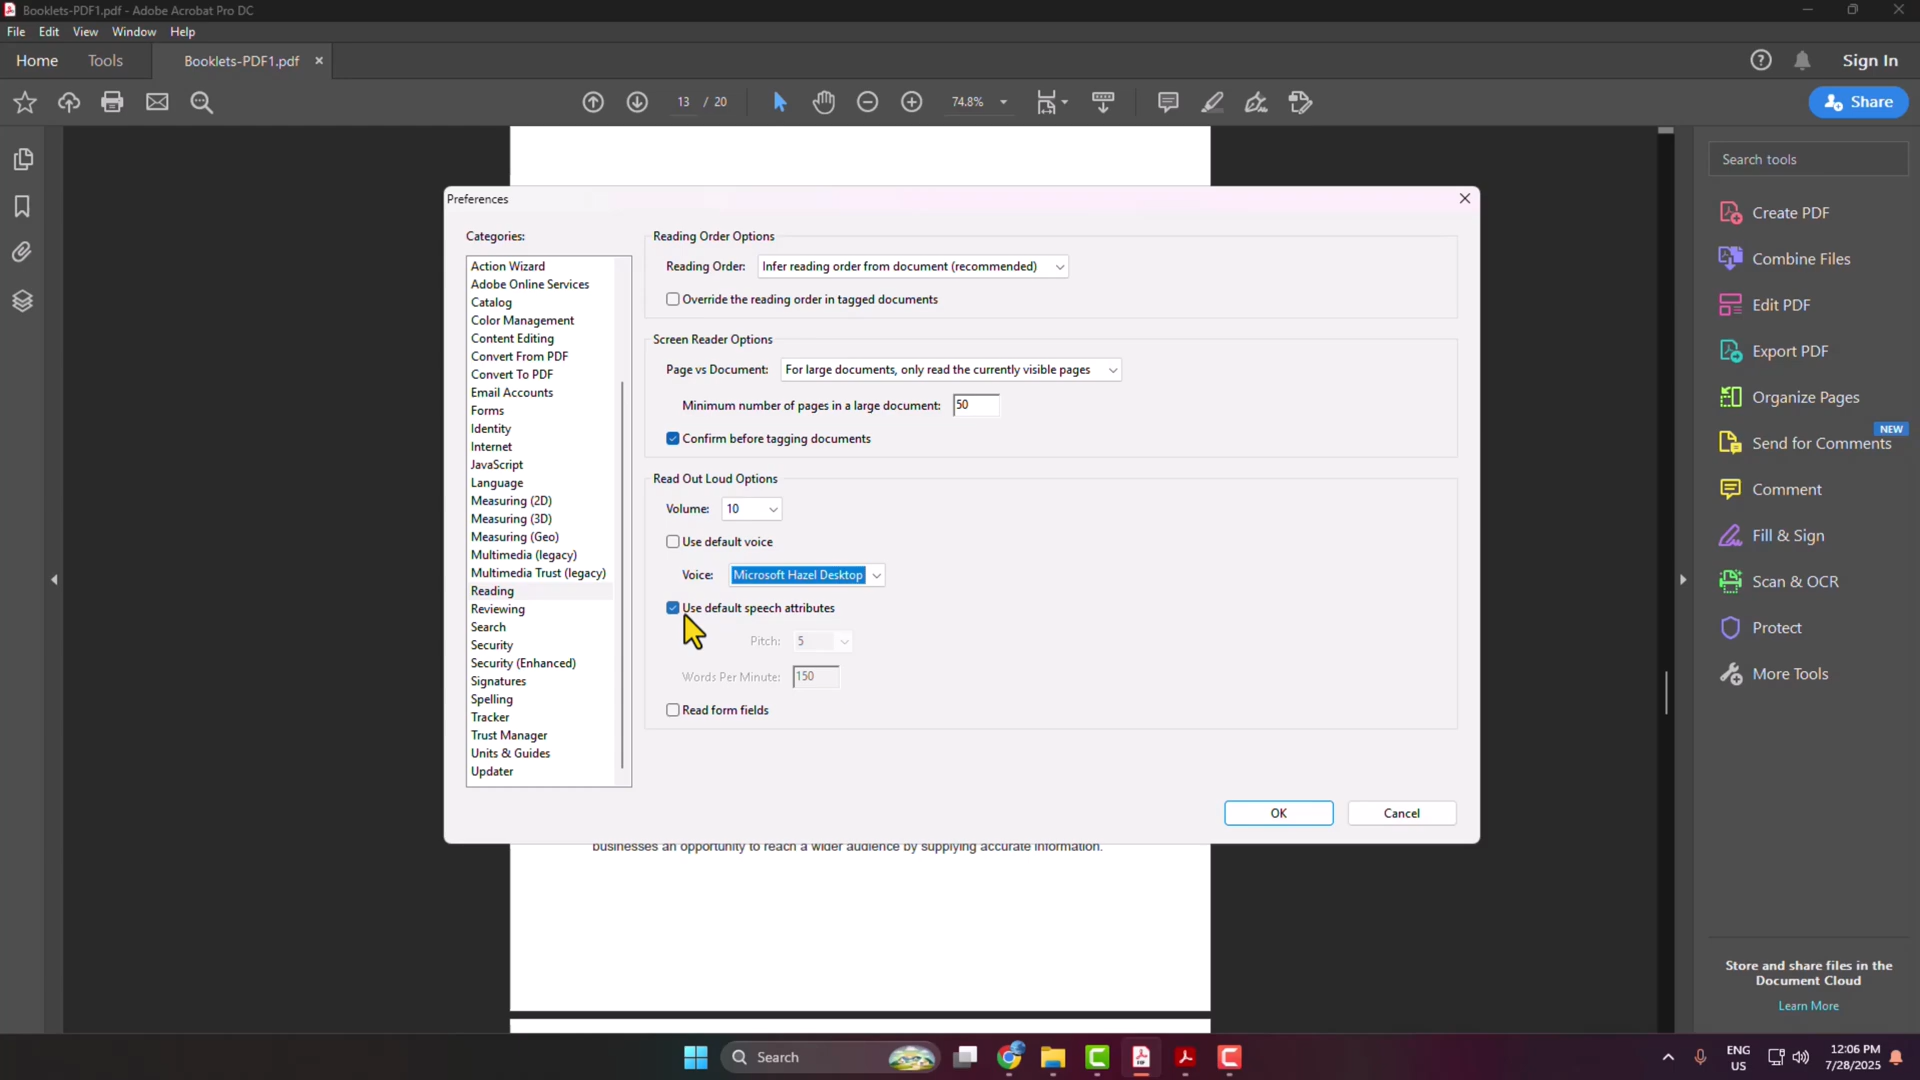 Booklets-PDF1.pdf - Adobe Acrobat Pro DC
File Edit View Window Help
Home Tools Booklets-PDF1.pdf Sign In
13 / 20 74.8% Share
Search tools
Create PDF
Combine Files
Edit PDF
Export PDF
Organize Pages
NEW
Send for Comments
Comment
Fill & Sign
Scan & OCR
Protect
More Tools
Store and share files in the
Document Cloud
Learn More
Preferences
Categories:
Action Wizard
Adobe Online Services
Catalog
Color Management
Content Editing
Convert From PDF
Convert To PDF
Email Accounts
Forms
Identity
Internet
JavaScript
Language
Measuring (2D)
Measuring (3D)
Measuring (Geo)
Multimedia (legacy)
Multimedia Trust (legacy)
Reading
Reviewing
Search
Security
Security (Enhanced)
Signatures
Spelling
Tracker
Trust Manager
Units & Guides
Updater
Reading Order Options
Reading Order: Infer reading order from document (recommended)
Override the reading order in tagged documents
Screen Reader Options
Page vs Document: For large documents, only read the currently visible pages
Minimum number of pages in a large document: 50
Confirm before tagging documents
Read Out Loud Options
Volume: 10
Use default voice
Voice: Microsoft Hazel Desktop
Use default speech attributes
Pitch: 5
Words Per Minute: 150
Read form fields
OK Cancel
businesses an opportunity to reach a wider audience by supplying accurate information.
Search
ENG
US
12:06 PM
7/28/2025